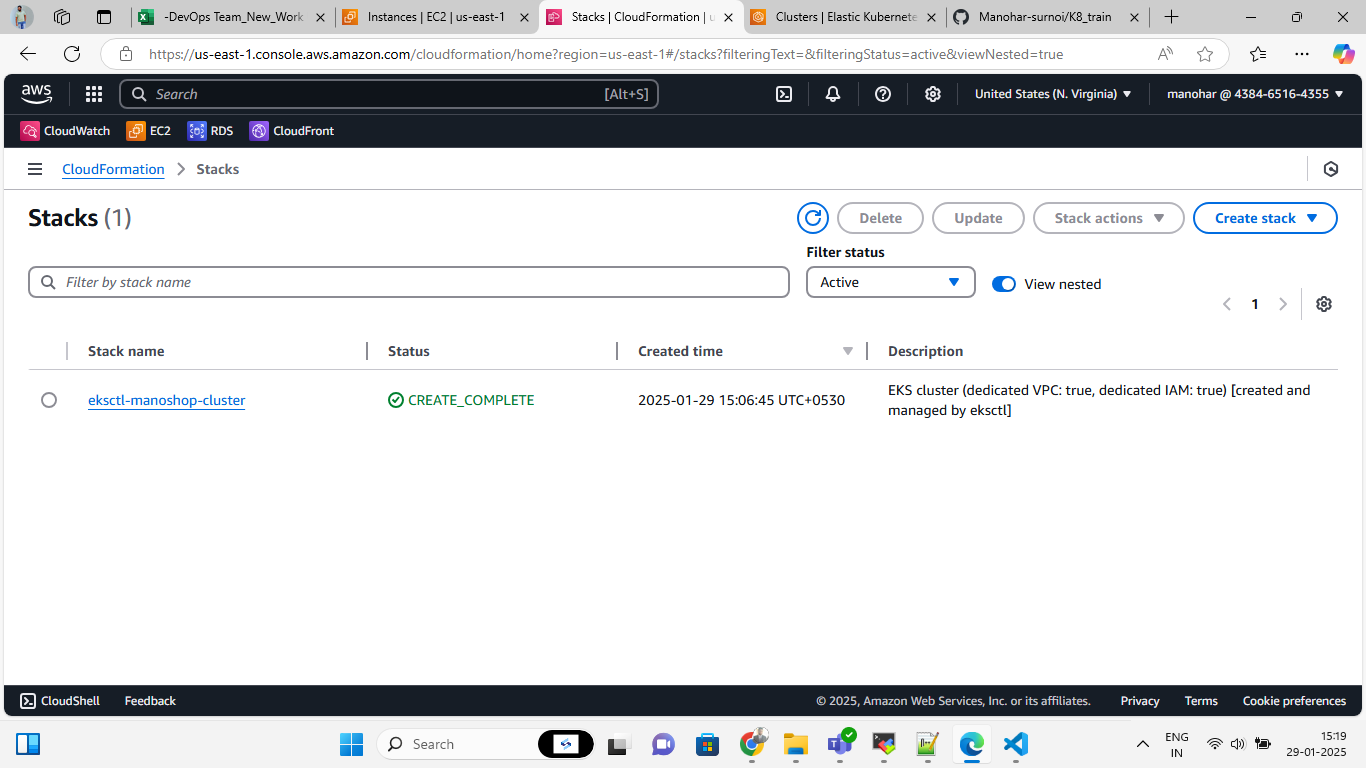 -DevOps Team_New_Work
Instances | EC2 | us-east-1
Stacks | CloudFormation | u
Clusters | Elastic Kubernete
Manohar-surnoi/K8_train
https://us-east-1.console.aws.amazon.com/cloudformation/home?region=us-east-1#/stacks?filteringText=&filteringStatus=active&viewNested=true
aws
Search
[Alt+S]
United States (N. Virginia)
manohar @ 4384-6516-4355
CloudWatch
EC2
RDS
CloudFront
CloudFormation
Stacks
Stacks (1)
Delete
Update
Stack actions
Create stack
Filter status
Filter by stack name
Active
View nested
1
Stack name
Status
Created time
Description
eksctl-manoshop-cluster
CREATE_COMPLETE
2025-01-29 15:06:45 UTC+0530
EKS cluster (dedicated VPC: true, dedicated IAM: true) [created and
managed by eksctl]
CloudShell
Feedback
© 2025, Amazon Web Services, Inc. or its affiliates.
Privacy
Terms
Cookie preferences
Search
ENG
IN
15:19
29-01-2025